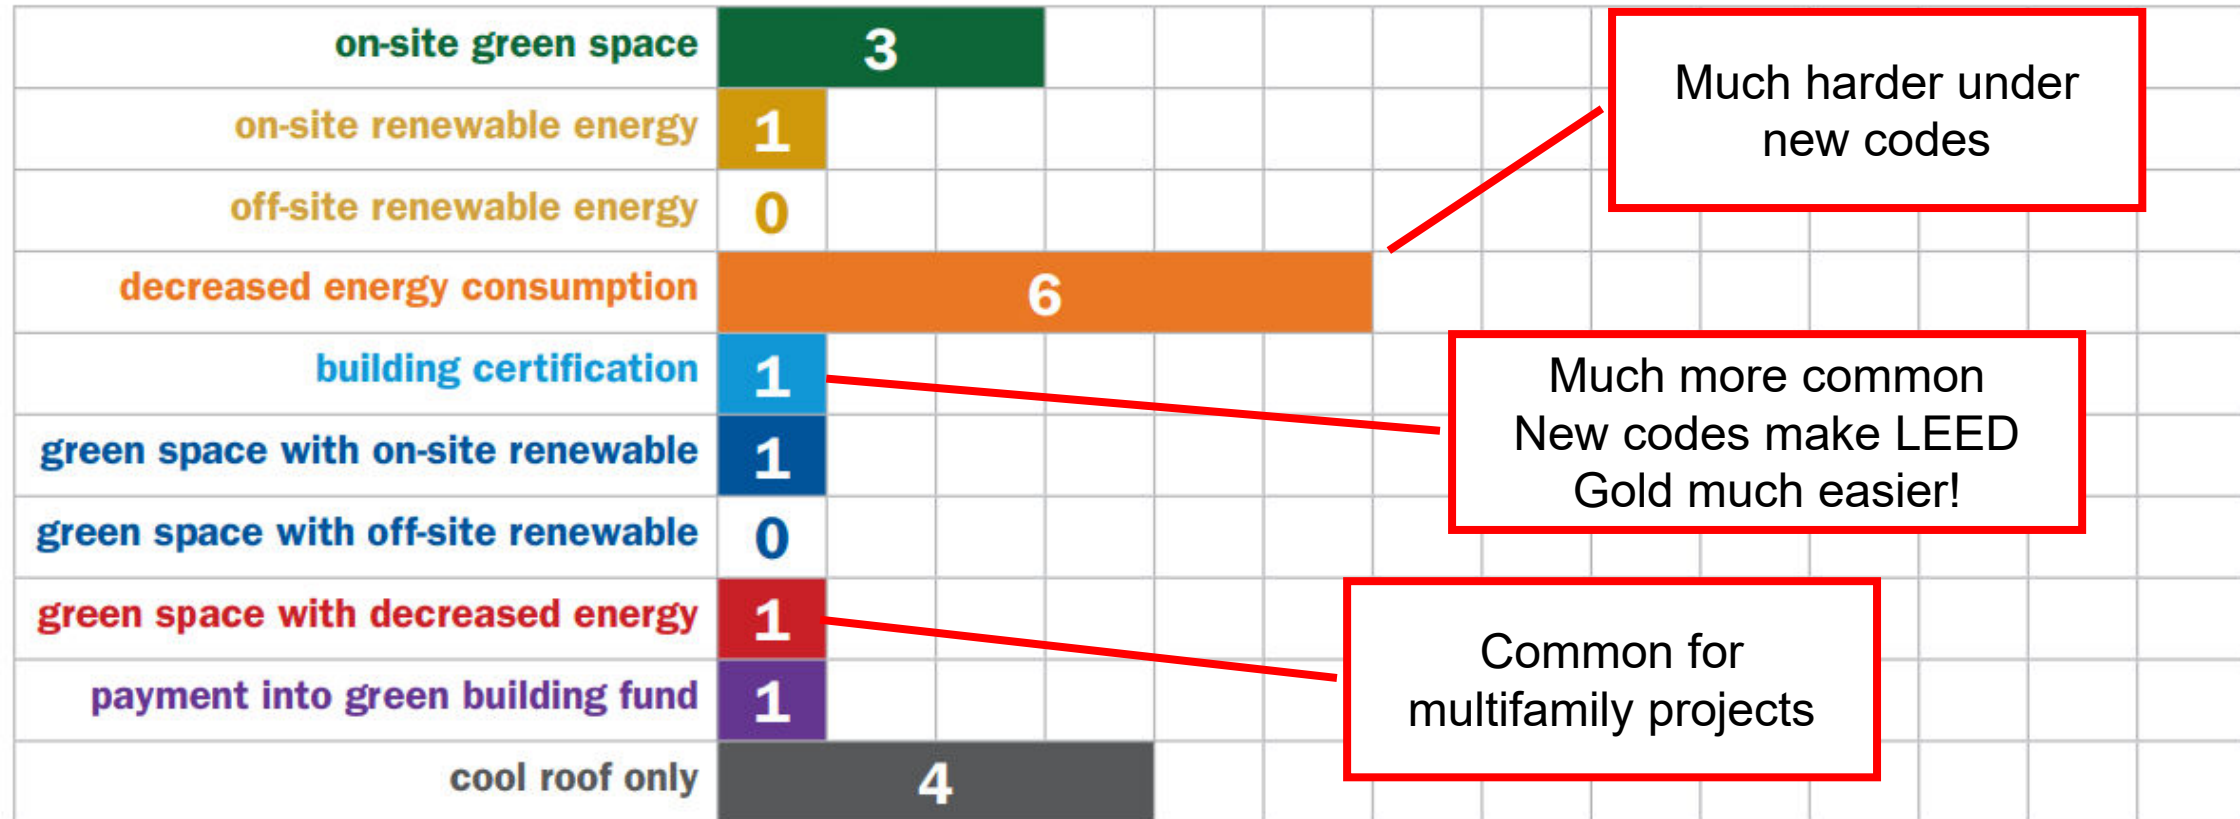 on-site green space 3
on-site renewable energy 1
off-site renewable energy 0
decreased energy consumption 6
building certification 1
green space with on-site renewable 1
green space with off-site renewable 0
green space with decreased energy 1
payment into green building fund 1
cool roof only 4
Much harder under
new codes
Much more common
New codes make LEED
Gold much easier!
Common for
multifamily projects